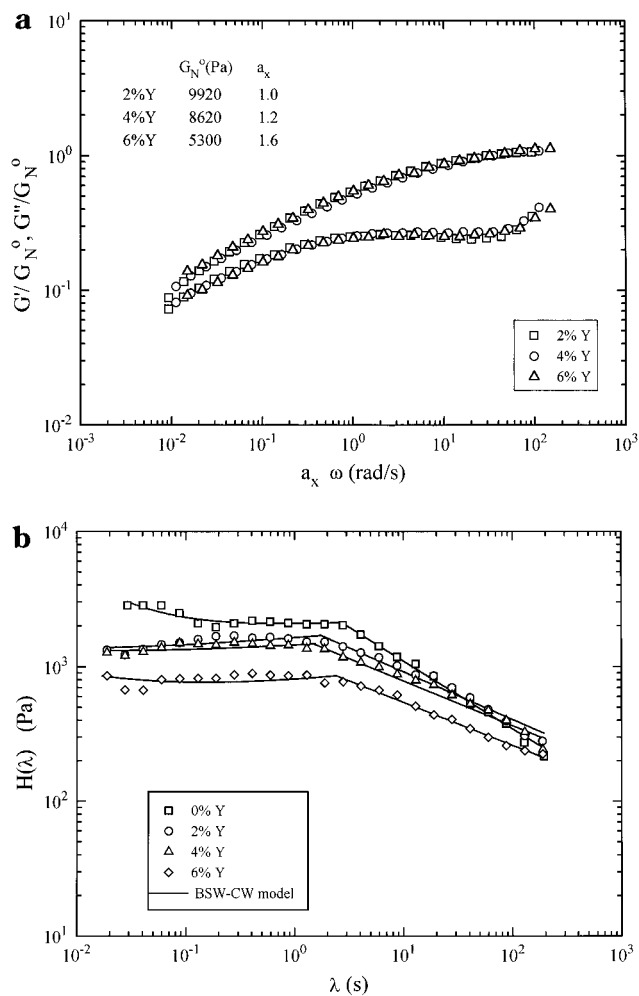 a
G_N^o(Pa) a_x
2%Y 9920 1.0
4%Y 8620 1.2
6%Y 5300 1.6
10^1
10^0
10^-1
10^-2
G'/ G_N^o , G''/G_N^o
2% Y
4% Y
6% Y
10^-3 10^-2 10^-1 10^0 10^1 10^2 10^3
a_x ω (rad/s)
b
10^4
10^3
10^2
10^1
H(λ) (Pa)
0% Y
2% Y
4% Y
6% Y
BSW-CW model
10^-2 10^-1 10^0 10^1 10^2 10^3
λ (s)